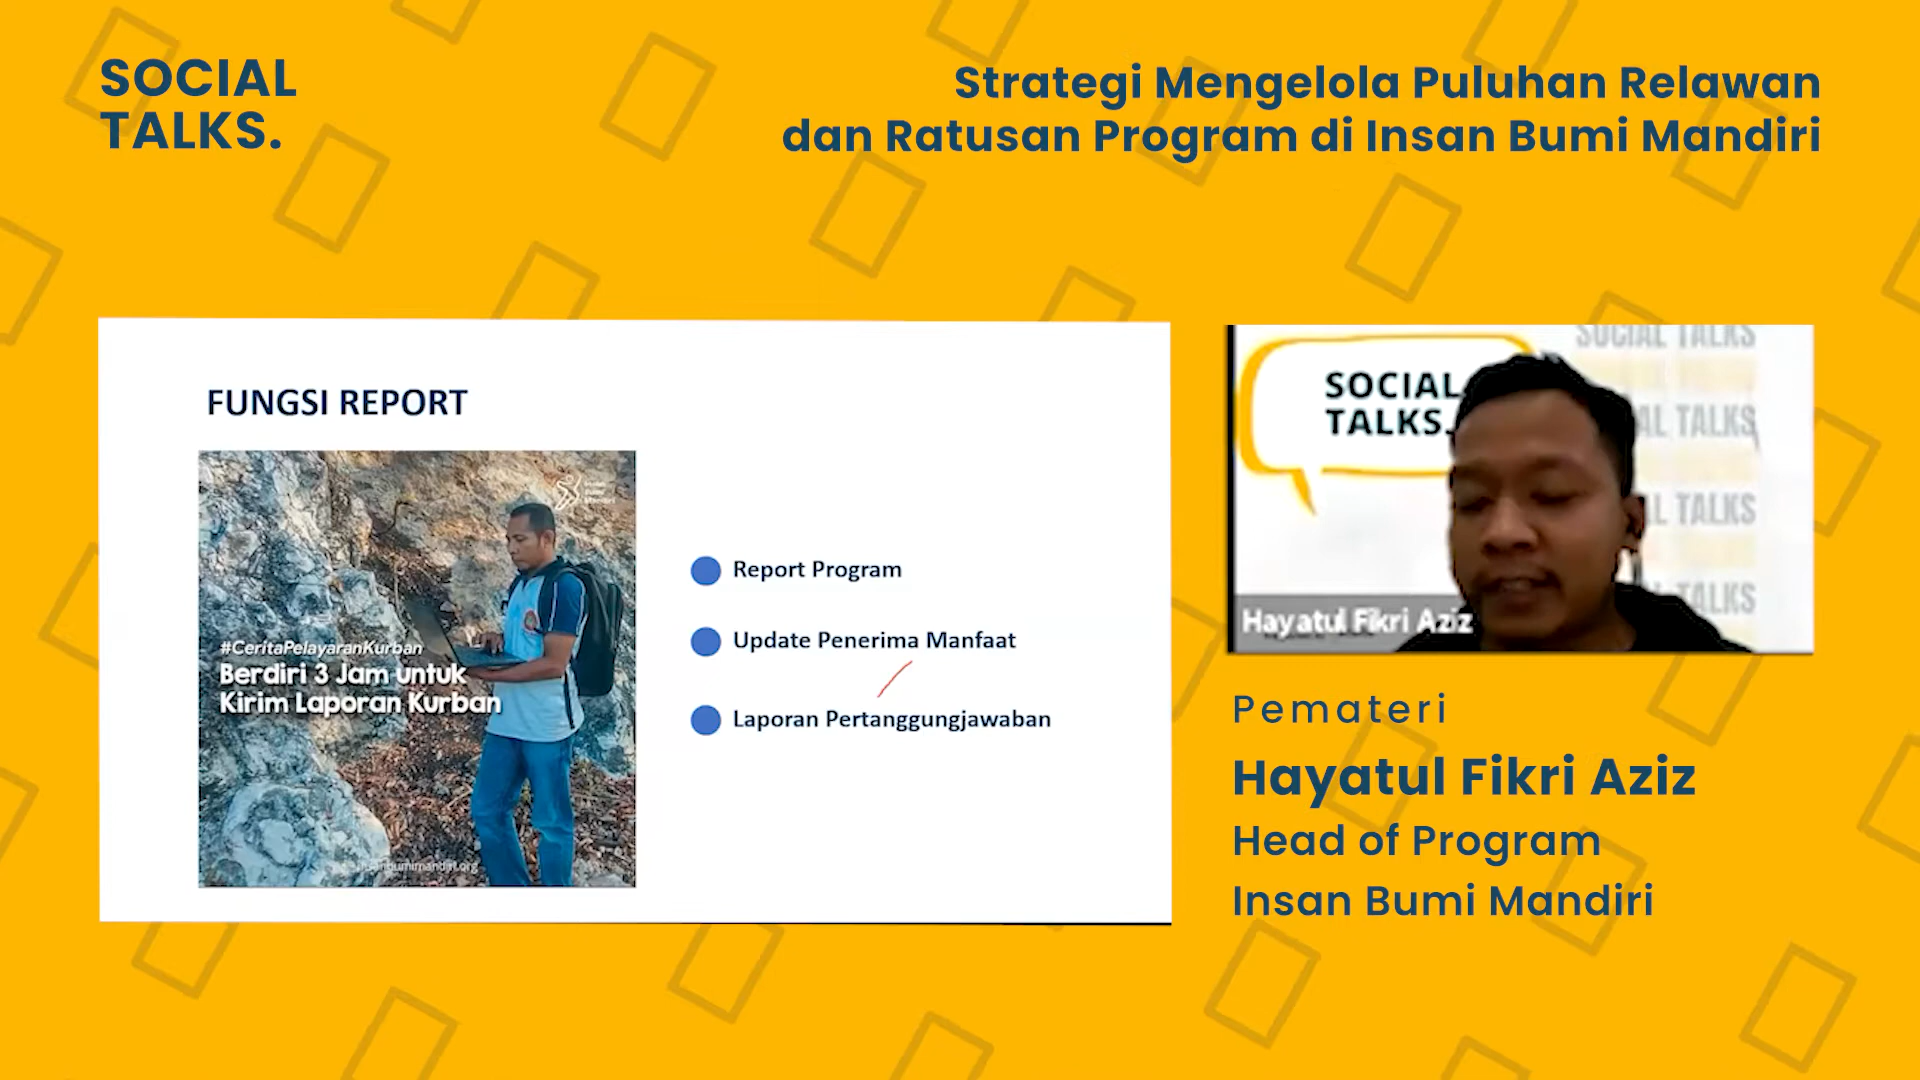 SOCIAL
TALKS.
Strategi Mengelola Puluhan Relawan
dan Ratusan Program di Insan Bumi Mandiri
FUNGSI REPORT
#CeritaPelayaranKurban
Berdiri 3 Jam untuk
Kirim Laporan Kurban
Report Program
Update Penerima Manfaat
Laporan Pertanggungjawaban
SOCIAL TALKS
SOCIAL
TALKS.
AL TALKS
L TALKS
TALKS
Hayatul Fikri Aziz
Pemateri
Hayatul Fikri Aziz
Head of Program
Insan Bumi Mandiri